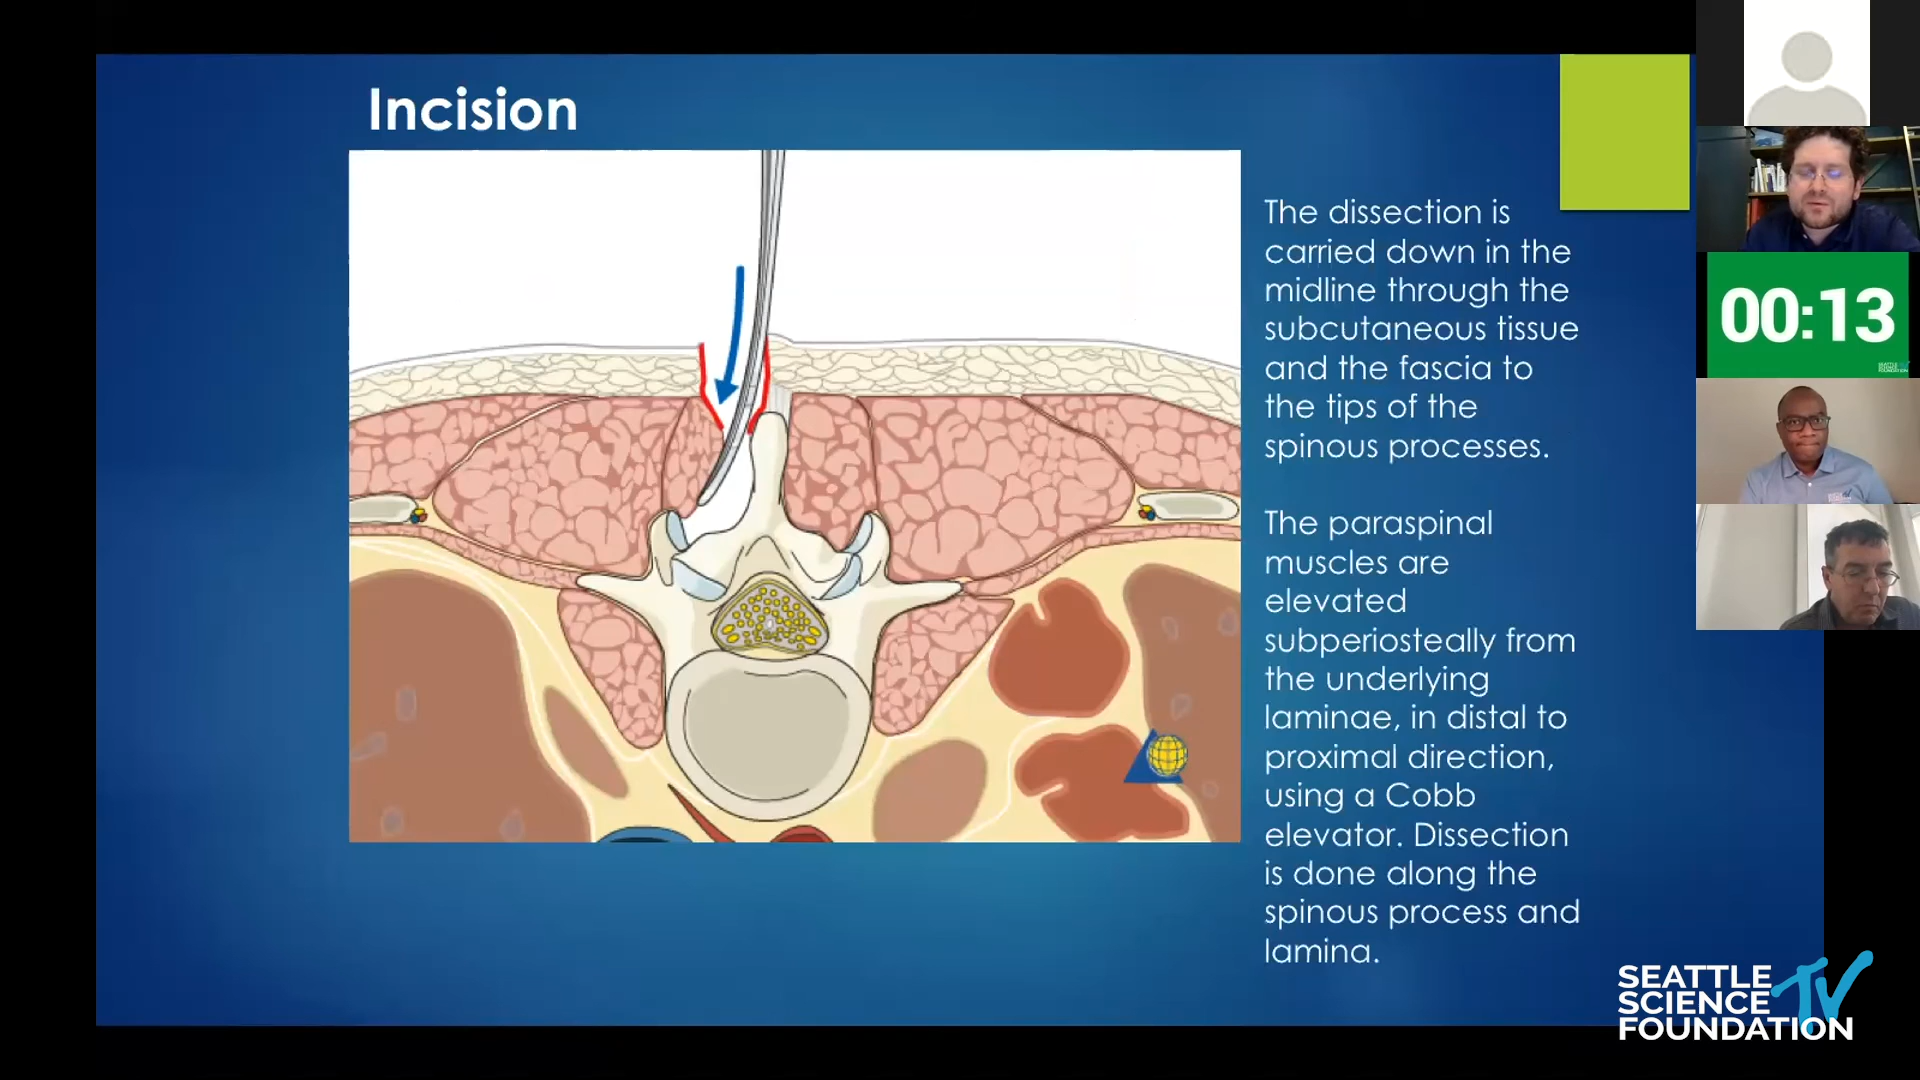 Incision
The dissection is
carried down in the
midline through the
subcutaneous tissue
and the fascia to
the tips of the
spinous processes.
The paraspinal
muscles are
elevated
subperiosteally from
the underlying
laminae, in distal to
proximal direction,
using a Cobb
elevator. Dissection
is done along the
spinous process and
lamina.
00:13
SEATTLE
SCIENCE TV
FOUNDATION